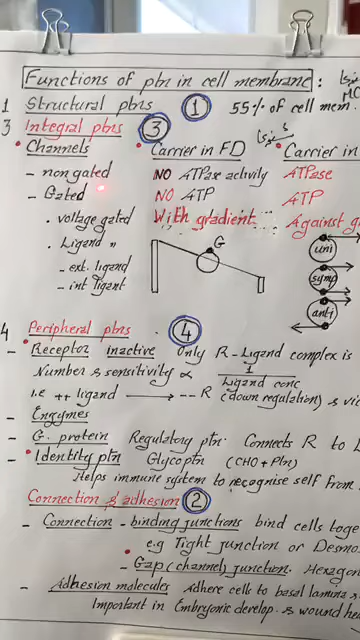 Functions of ptn in cell membrane:
1 Structural ptns ① 55% of cell mem
3 Integral ptns ③
• Channels • Carrier in FD • Carrier in
- non gated NO ATPase activity ATPase
- Gated NO ATP ATP
. voltage gated With gradient Against g
. Ligand " G uni
- ext. ligand symp
- int ligant anti
4 Peripheral ptns ④
- Receptor inactive Only R-Ligand complex is
Number & sensitivity ∝ 1/Ligand conc
i.e ++ ligand → -- R (down regulation) & vic
- Enzymes
- G. protein Regulatory ptn. Connects R to
- Identity ptn Glycoptn (CHO + Ptn)
Helps immune system to recognise self from
Connection & adhesion ②
- Connection - binding junctions bind cells toge
e.g Tight junction or Desmo
- Gap (channel) junction. Hexagon
- Adhesion molecules Adhere cells to basal lamina &
Important in Embryonic develop. & wound hea